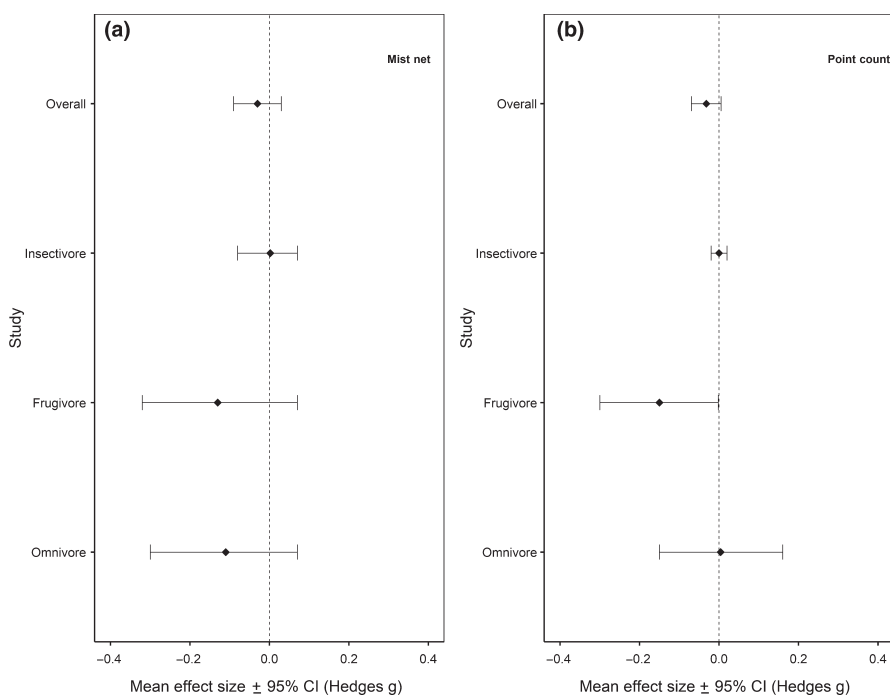 (a)
Mist net
Overall
Insectivore
Frugivore
Omnivore
Study
−0.4 −0.2 0.0 0.2 0.4
Mean effect size ± 95% CI (Hedges g)
(b)
Point count
Overall
Insectivore
Frugivore
Omnivore
Study
−0.4 −0.2 0.0 0.2 0.4
Mean effect size ± 95% CI (Hedges g)